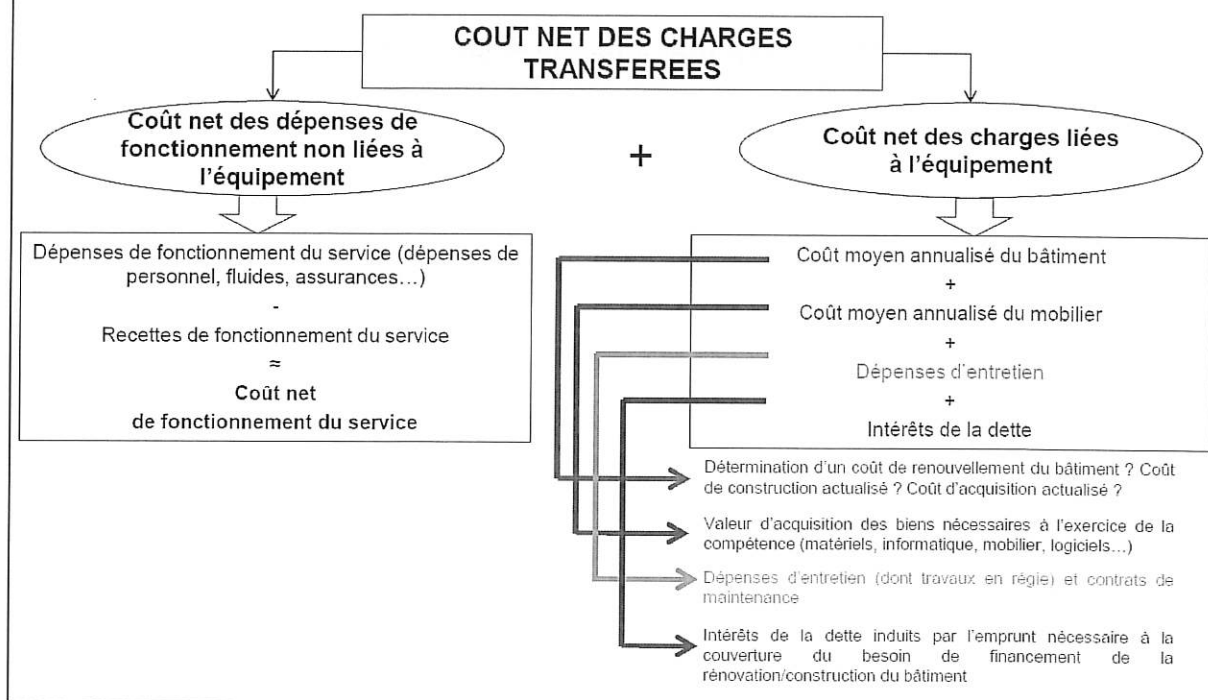 COUT NET DES CHARGES
TRANSFEREES
Coût net des dépenses de
fonctionnement non liées à
l'équipement
+
Coût net des charges liées
à l'équipement
Dépenses de fonctionnement du service (dépenses de
personnel, fluides, assurances…)
-
Recettes de fonctionnement du service
≈
Coût net
de fonctionnement du service
Coût moyen annualisé du bâtiment
+
Coût moyen annualisé du mobilier
+
Dépenses d'entretien
+
Intérêts de la dette
Détermination d'un coût de renouvellement du bâtiment ? Coût
de construction actualisé ? Coût d'acquisition actualisé ?
Valeur d'acquisition des biens nécessaires à l'exercice de la
compétence (matériels, informatique, mobilier, logiciels…)
Dépenses d'entretien (dont travaux en régie) et contrats de
maintenance
Intérêts de la dette induits par l'emprunt nécessaire à la
couverture du besoin de financement de la
rénovation/construction du bâtiment